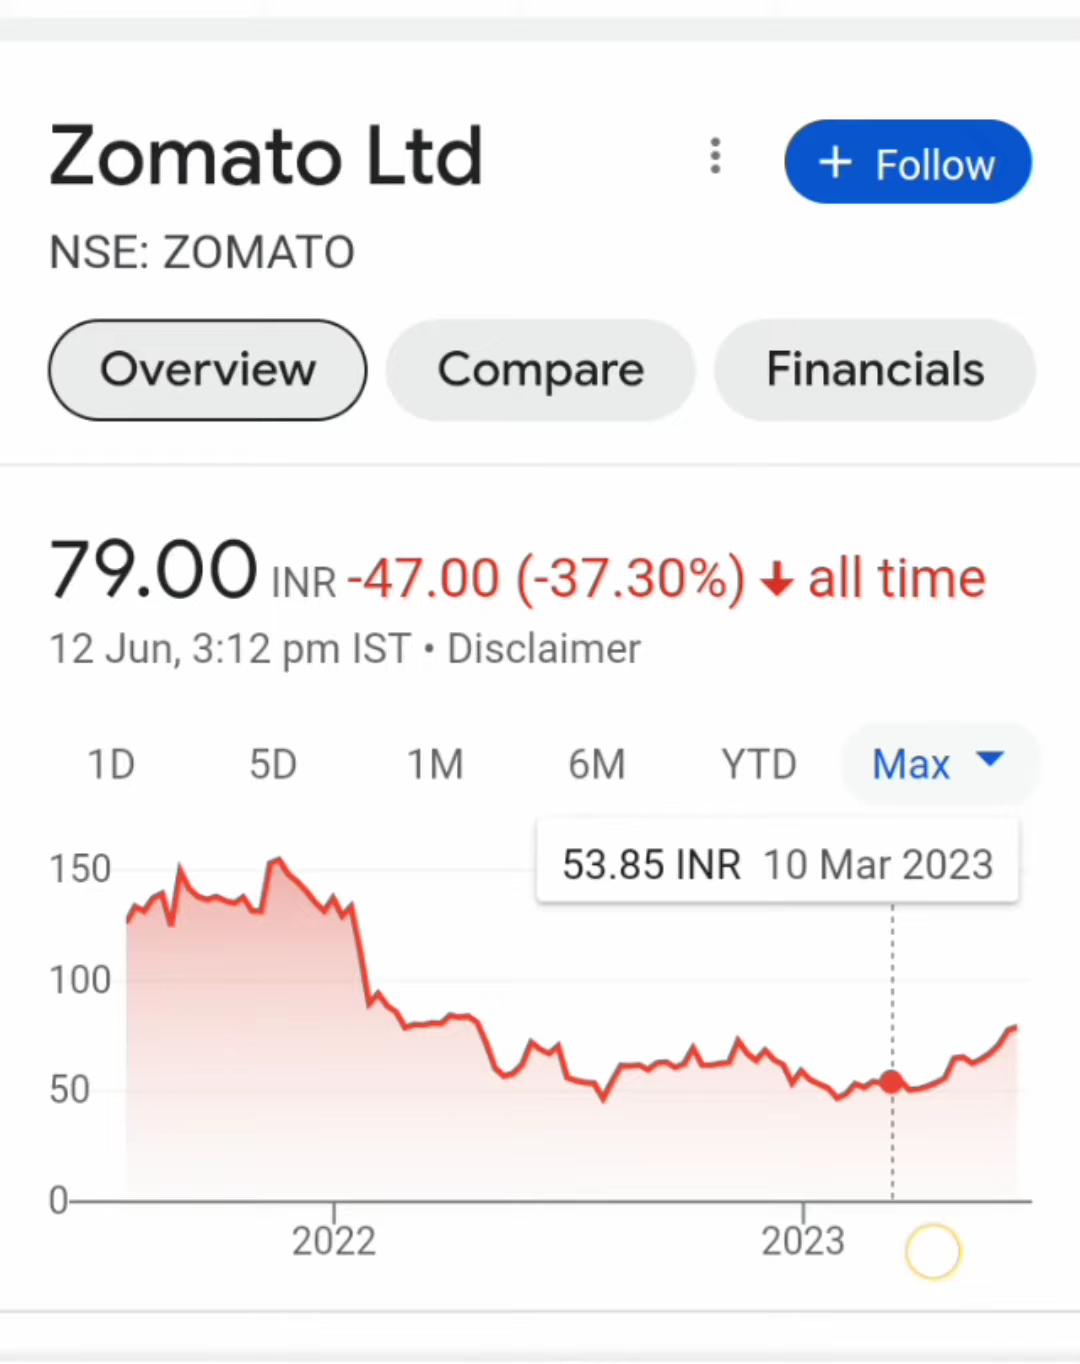 Zomato Ltd
+ Follow
NSE: ZOMATO
Overview Compare Financials
79.00 INR -47.00 (-37.30%) ↓ all time
12 Jun, 3:12 pm IST • Disclaimer
1D 5D 1M 6M YTD Max
53.85 INR 10 Mar 2023
150
100
50
0
2022 2023